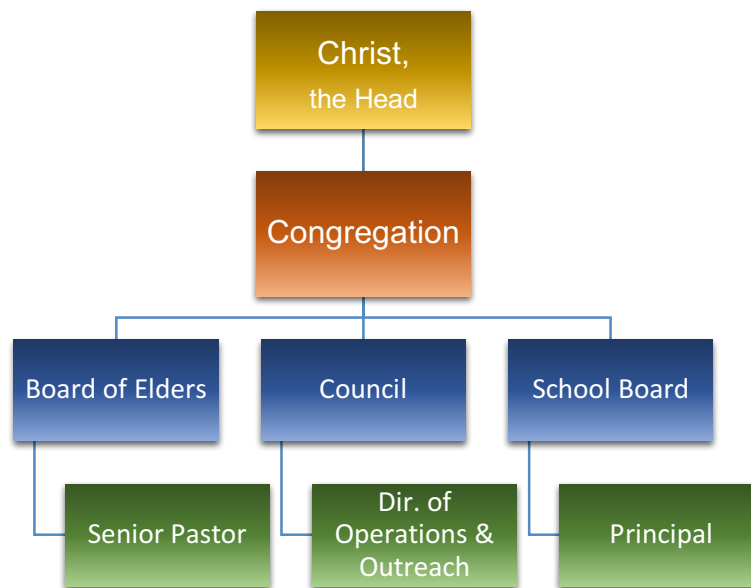 Christ,
the Head
Congregation
Board of Elders
Council
School Board
Senior Pastor
Dir. of
Operations &
Outreach
Principal